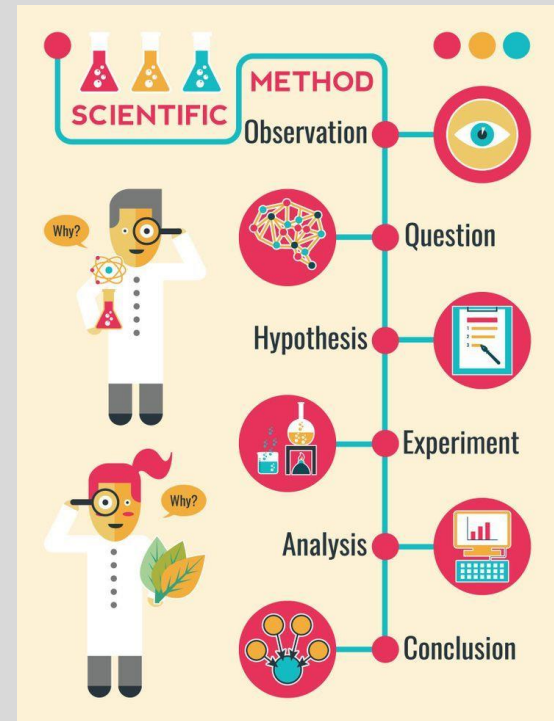 SCIENTIFIC
METHOD
Observation
Why?
Question
Hypothesis
Experiment
Why?
Analysis
Conclusion